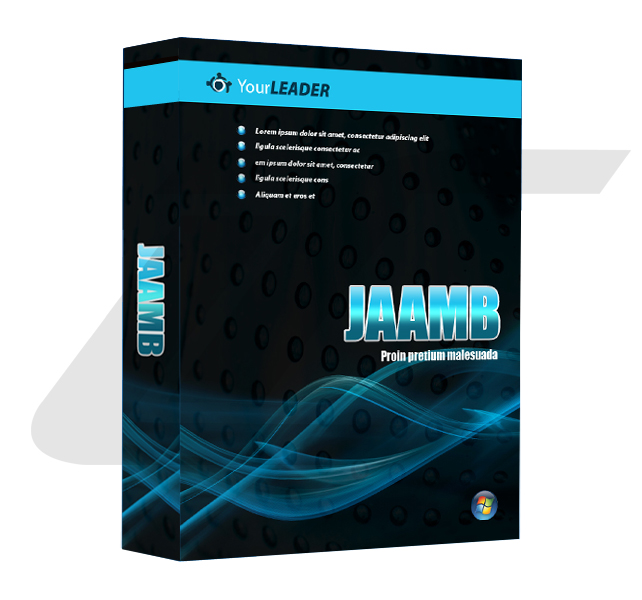 YourLEADER
Lorem ipsum dolor sit amet, consectetur adipiscing elit
ligula scelerisque consectetur ac
em ipsum dolor sit amet, consectetur
ligula scelerisque cons
Aliquam et eros et
JAAMB
Proin pretium malesuada
JAAMB